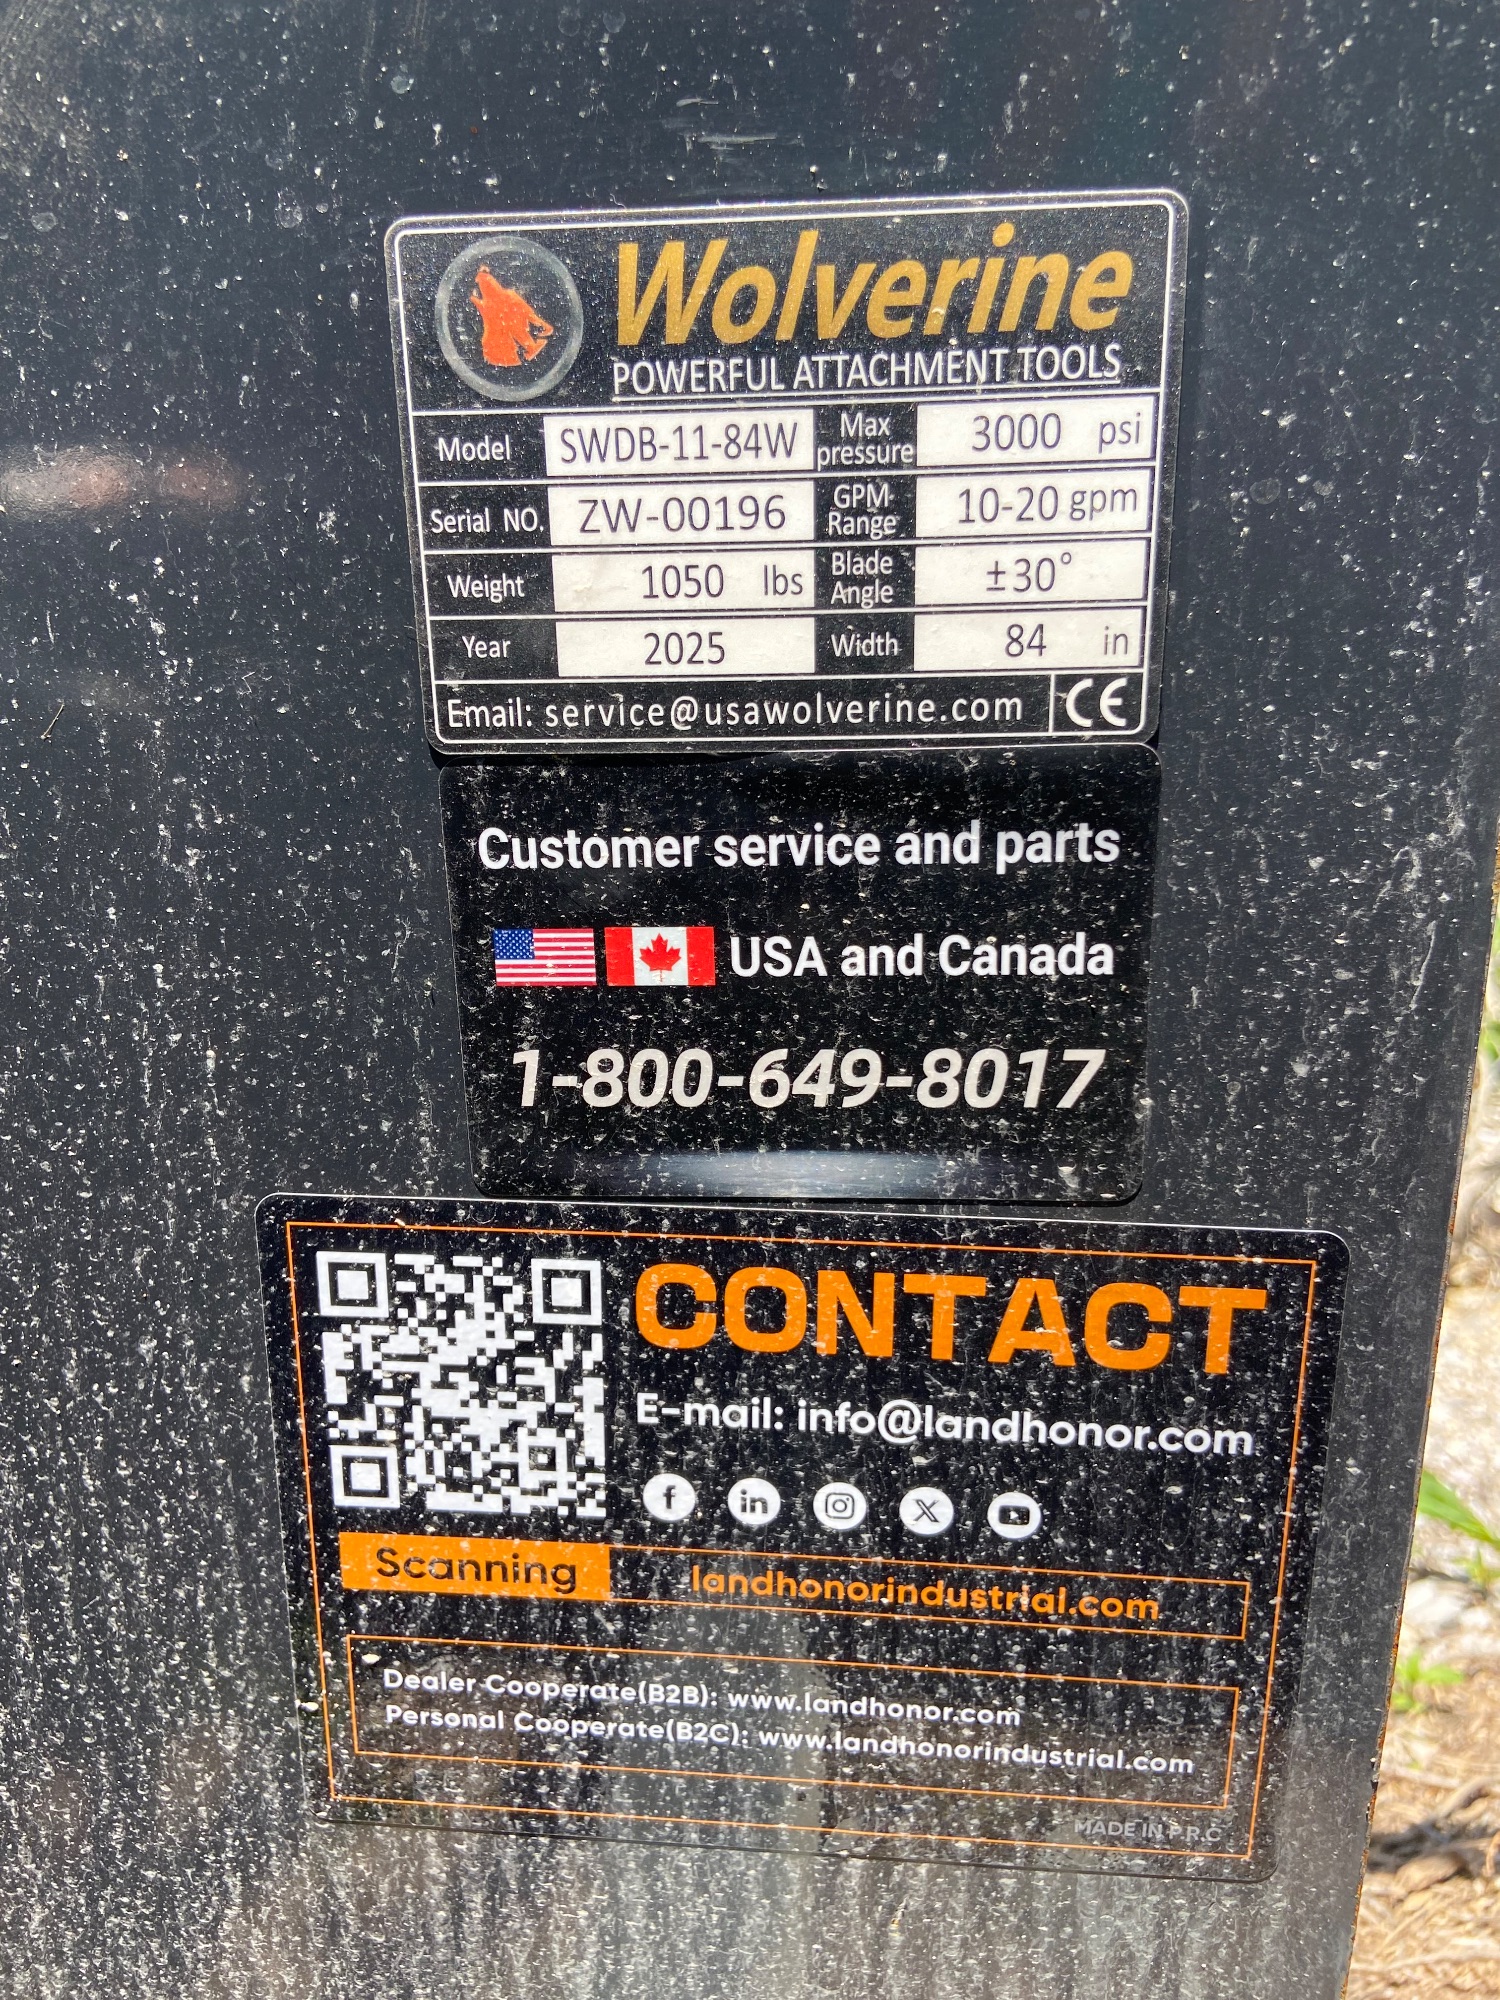 Wolverine
POWERFUL ATTACHMENT TOOLS
Model SWDB-11-84W Max pressure 3000 psi
Serial NO. ZW-00196 GPM Range 10-20 gpm
Weight 1050 lbs Blade Angle ±30°
Year 2025 Width 84 in
Email: service@usawolverine.com CE
Customer service and parts
USA and Canada
1-800-649-8017
CONTACT
E-mail: info@landhonor.com
f in X
Scanning landhonorindustrial.com
Dealer Cooperate(B2B): www.landhonor.com
Personal Cooperate(B2C): www.landhonorindustrial.com
MADE IN P.R.C